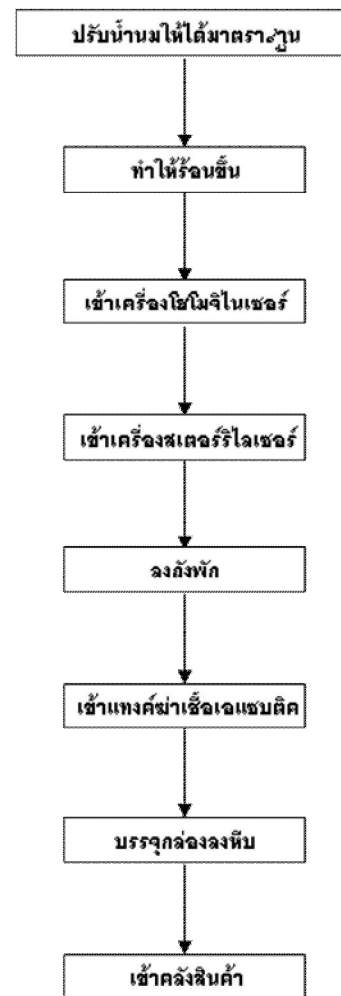 ปรับน้ำนมให้ได้มาตราฐาน
ทำให้ร้อนขึ้น
เข้าเครื่องโฮโมจิไนเซอร์
เข้าเครื่องสเตอร์ริไลเซอร์
ลงถังพัก
เข้าแทงค์ฆ่าเชื้อเอแซบติค
บรรจุกล่องลงหีบ
เข้าคลังสินค้า